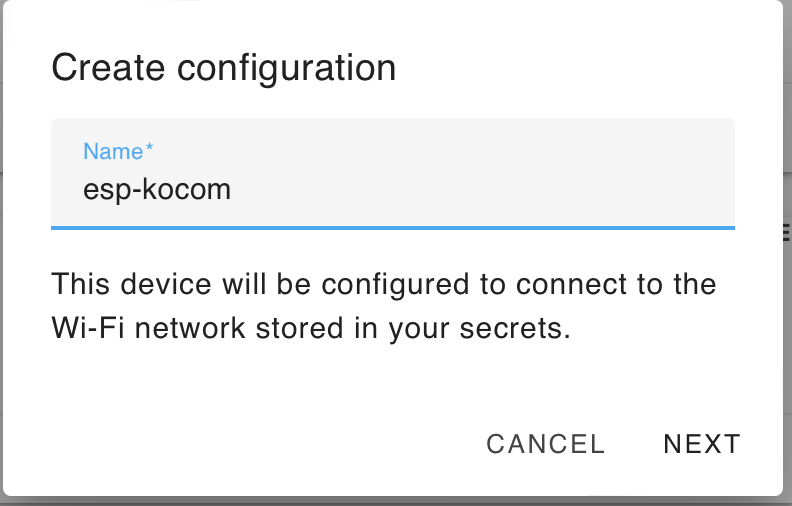 Create configuration
Name*
esp-kocom
This device will be configured to connect to the
Wi-Fi network stored in your secrets.
CANCEL NEXT